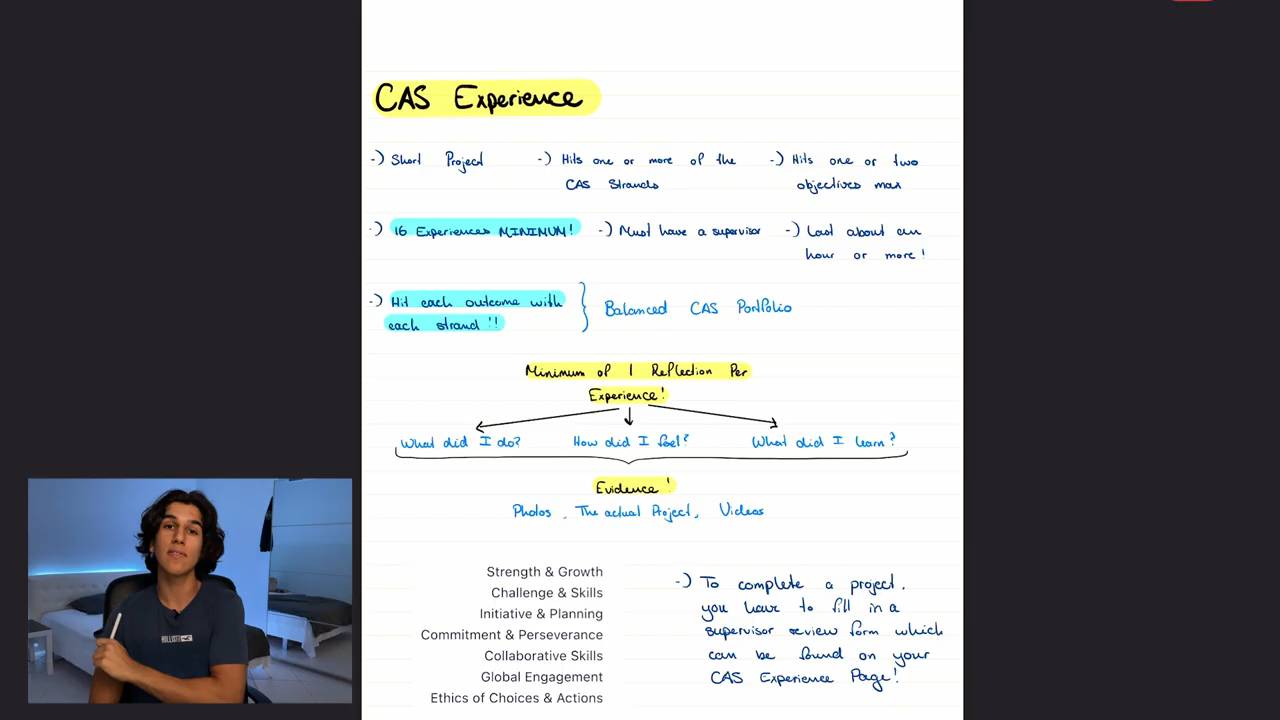 CAS Experience
-) Short Project -) Hits one or more of the -) Hits one or two
CAS Strands objectives max
-) 16 Experiences MINIMUM! -) Must have a supervisor -) Last about an
hour or more!
-) Hit each outcome with
each strand!! Balanced CAS Portfolio
Minimum of 1 Reflection Per
Experience!
What did I do? How did I feel? What did I learn?
Evidence!
Photos, The actual Project, Videos
Strength & Growth
Challenge & Skills
Initiative & Planning
Commitment & Perseverance
Collaborative Skills
Global Engagement
Ethics of Choices & Actions
-) To complete a project,
you have to fill in a
supervisor review form which
can be found on your
CAS Experience Page!
HOLLISTER